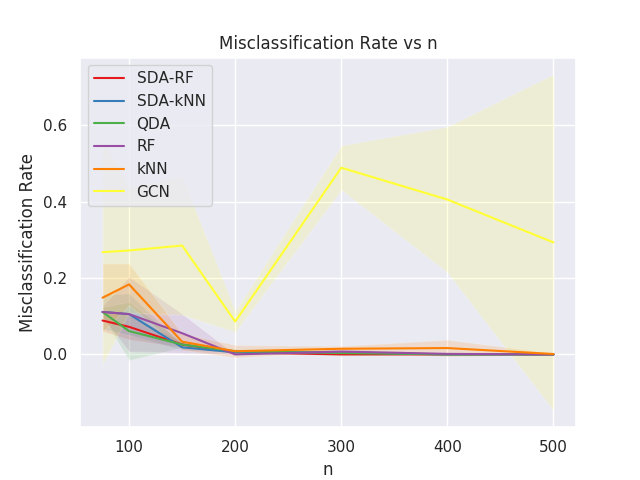 Misclassification Rate vs n
SDA-RF
SDA-kNN
QDA
RF
kNN
GCN
Misclassification Rate
0.6
0.4
0.2
0.0
100
200
300
400
500
n